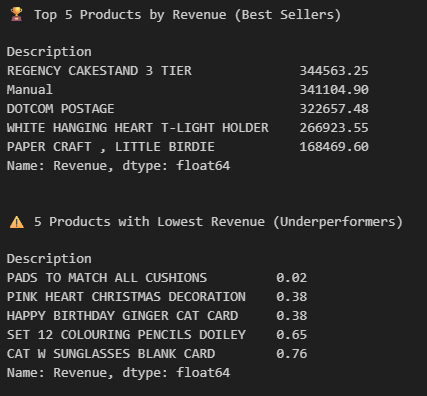 🏆 Top 5 Products by Revenue (Best Sellers)
Description
REGENCY CAKESTAND 3 TIER 344563.25
Manual 341104.90
DOTCOM POSTAGE 322657.48
WHITE HANGING HEART T-LIGHT HOLDER 266923.55
PAPER CRAFT , LITTLE BIRDIE 168469.60
Name: Revenue, dtype: float64
⚠️ 5 Products with Lowest Revenue (Underperformers)
Description
PADS TO MATCH ALL CUSHIONS 0.02
PINK HEART CHRISTMAS DECORATION 0.38
HAPPY BIRTHDAY GINGER CAT CARD 0.38
SET 12 COLOURING PENCILS DOILEY 0.65
CAT W SUNGLASSES BLANK CARD 0.76
Name: Revenue, dtype: float64